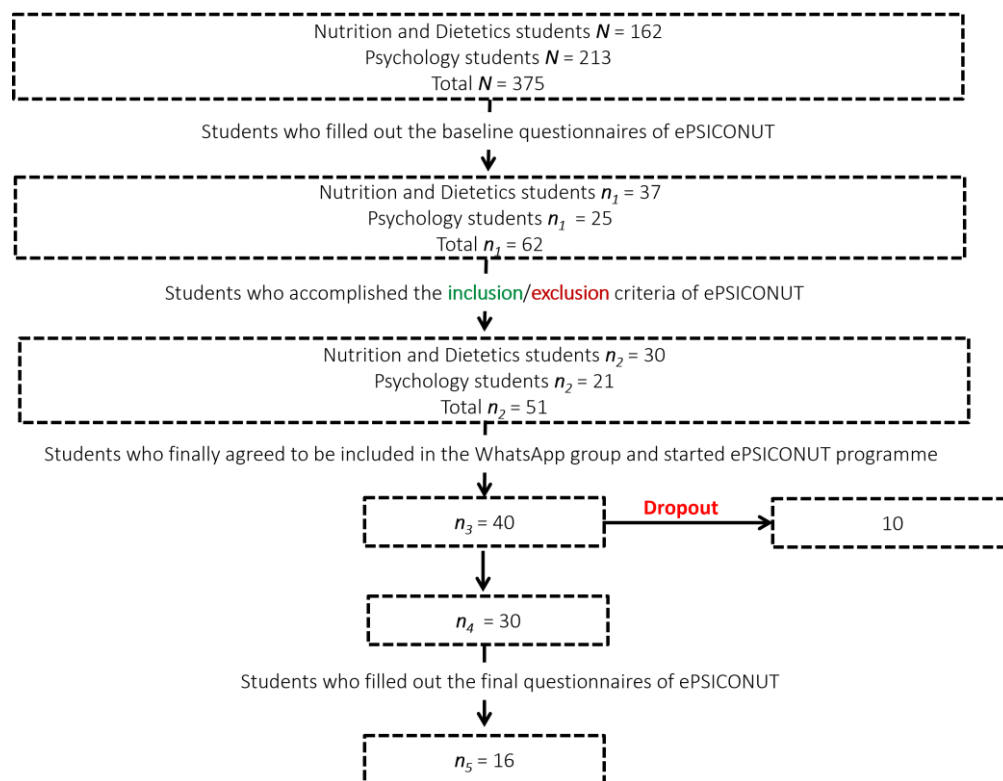 Nutrition and Dietetics students N = 162
Psychology students N = 213
Total N = 375
Students who filled out the baseline questionnaires of ePSICONUT
Nutrition and Dietetics students n₁ = 37
Psychology students n₁ = 25
Total n₁ = 62
Students who accomplished the inclusion/exclusion criteria of ePSICONUT
Nutrition and Dietetics students n₂ = 30
Psychology students n₂ = 21
Total n₂ = 51
Students who finally agreed to be included in the WhatsApp group and started ePSICONUT programme
n₃ = 40
Dropout
10
n₄ = 30
Students who filled out the final questionnaires of ePSICONUT
n₅ = 16